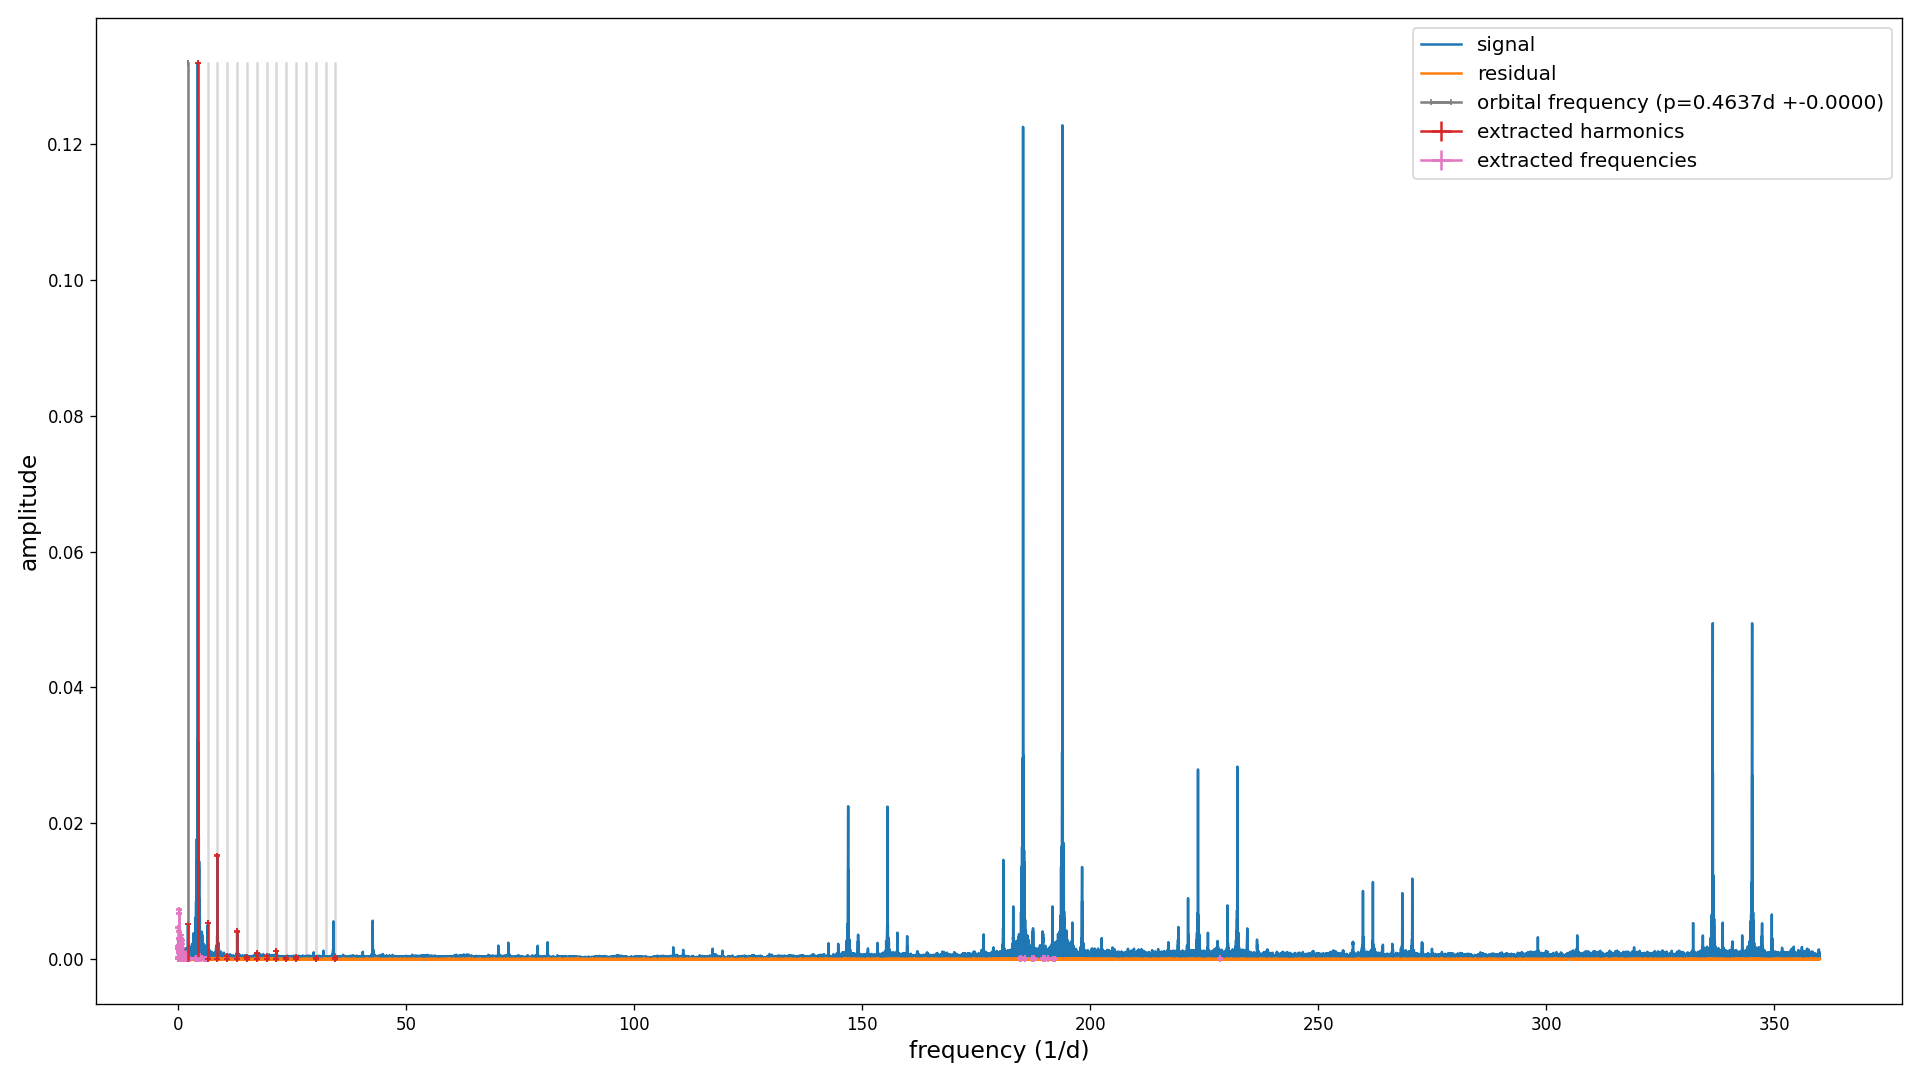 signal
residual
orbital frequency (p=0.4637d +-0.0000)
extracted harmonics
extracted frequencies
amplitude
0.12
0.10
0.08
0.06
0.04
0.02
0.00
0 50 100 150 200 250 300 350
frequency (1/d)